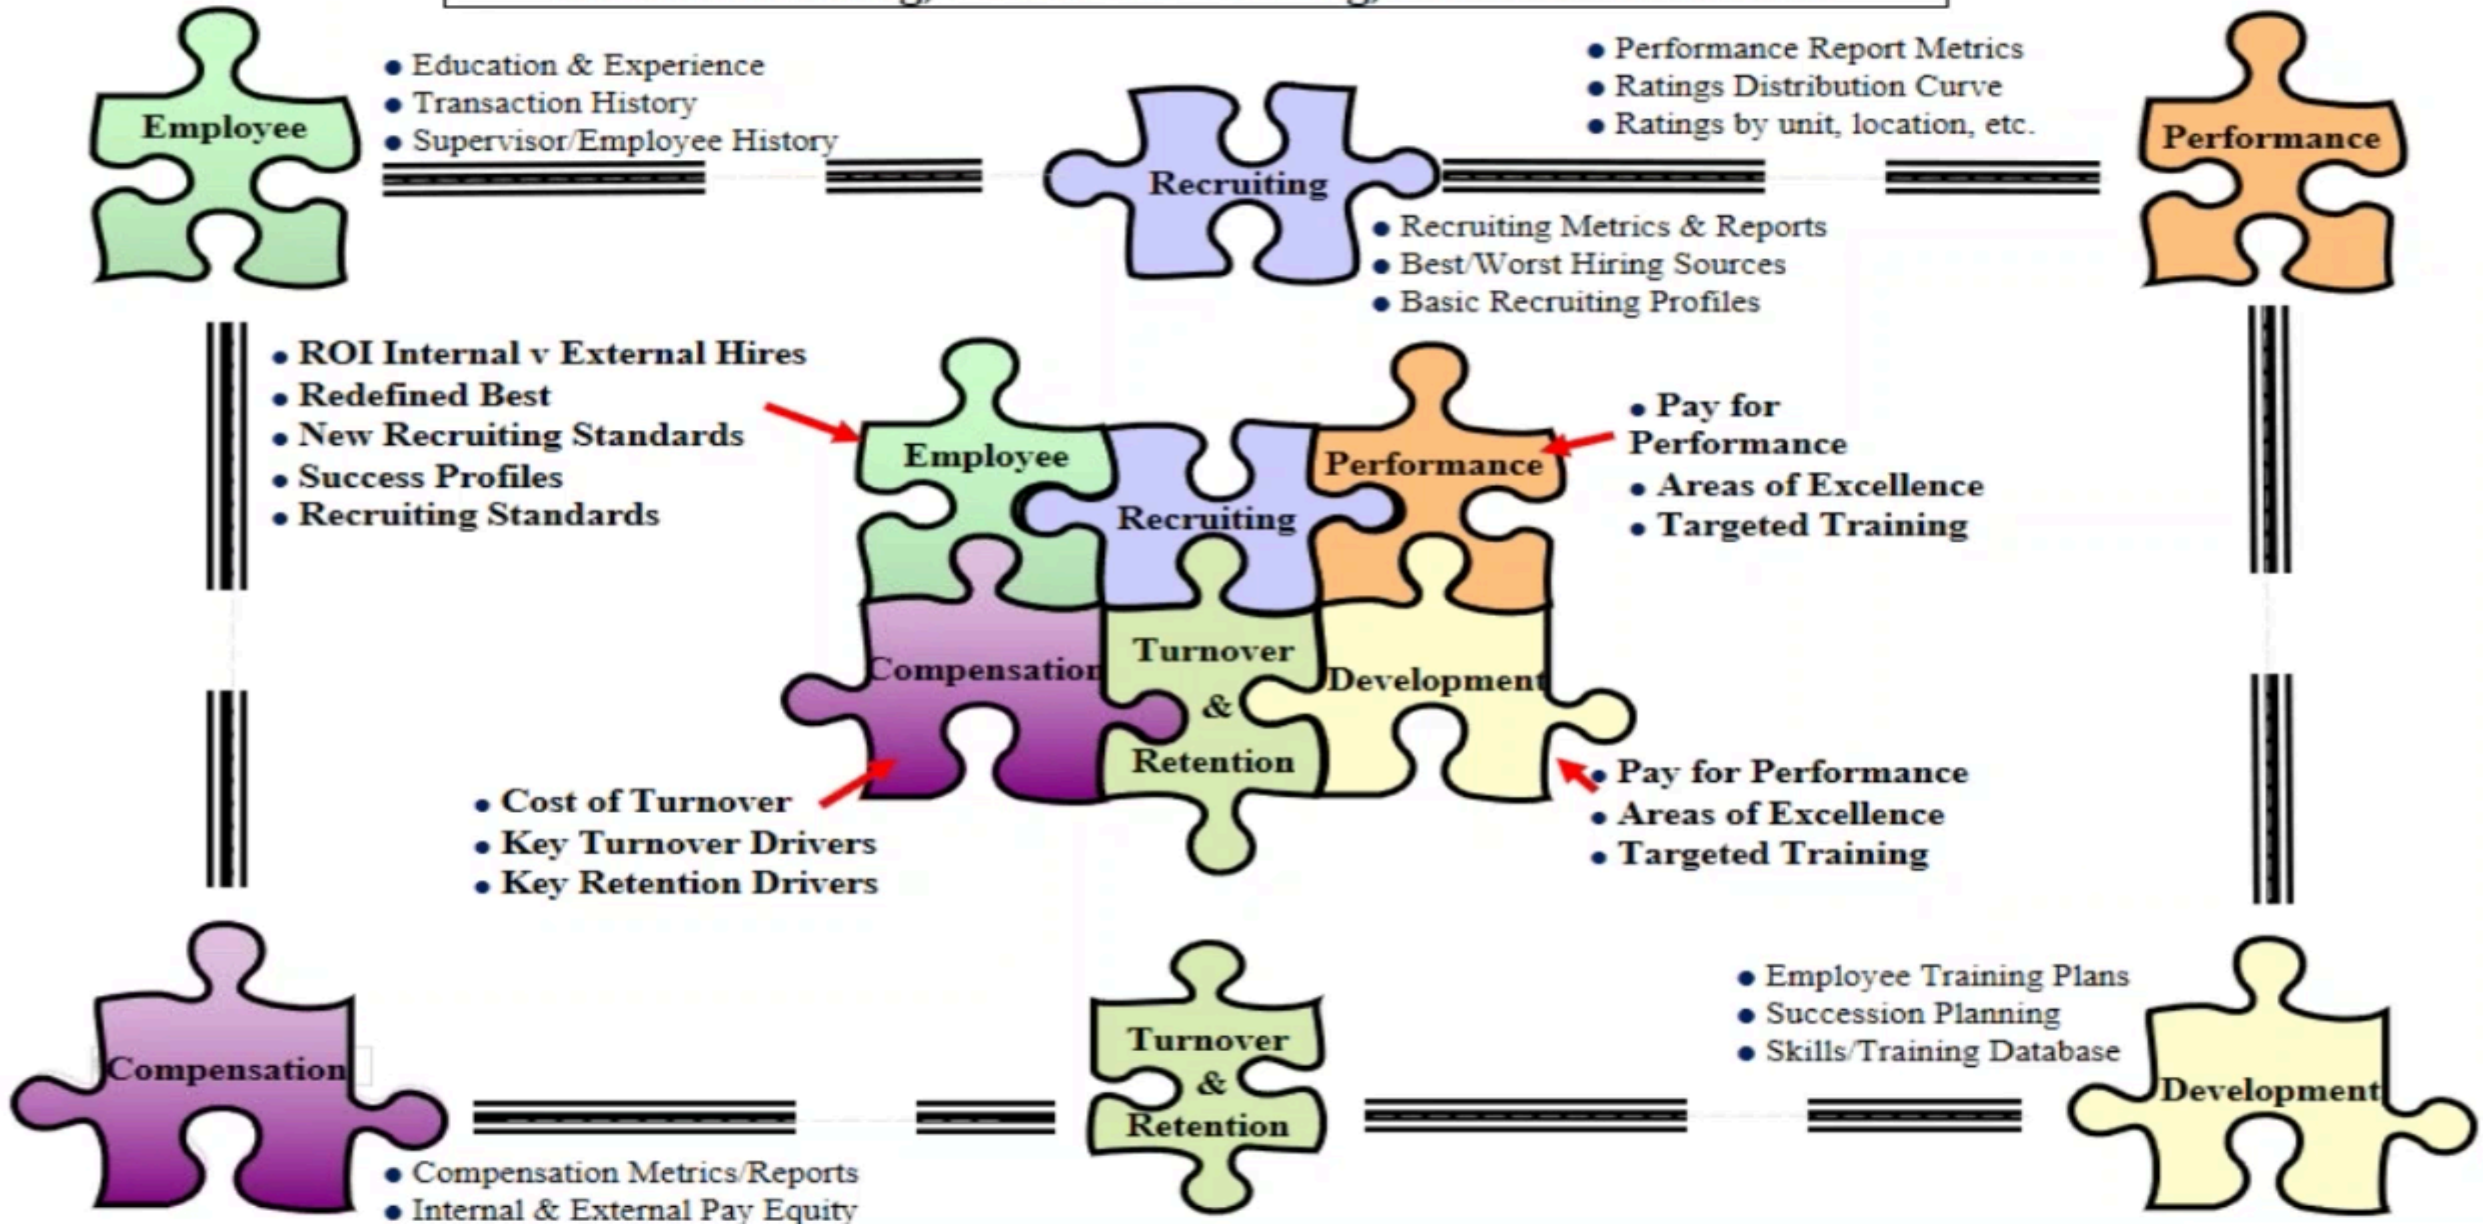 Employee
• Education & Experience
• Transaction History
• Supervisor/Employee History
Recruiting
• Performance Report Metrics
• Ratings Distribution Curve
• Ratings by unit, location, etc.
Performance
• Recruiting Metrics & Reports
• Best/Worst Hiring Sources
• Basic Recruiting Profiles
• ROI Internal v External Hires
• Redefined Best
• New Recruiting Standards
• Success Profiles
• Recruiting Standards
Employee
Recruiting
Performance
• Pay for
Performance
• Areas of Excellence
• Targeted Training
Compensation
Turnover
&
Retention
Development
• Cost of Turnover
• Key Turnover Drivers
• Key Retention Drivers
• Pay for Performance
• Areas of Excellence
• Targeted Training
Compensation
• Compensation Metrics/Reports
• Internal & External Pay Equity
Turnover
&
Retention
• Employee Training Plans
• Succession Planning
• Skills/Training Database
Development